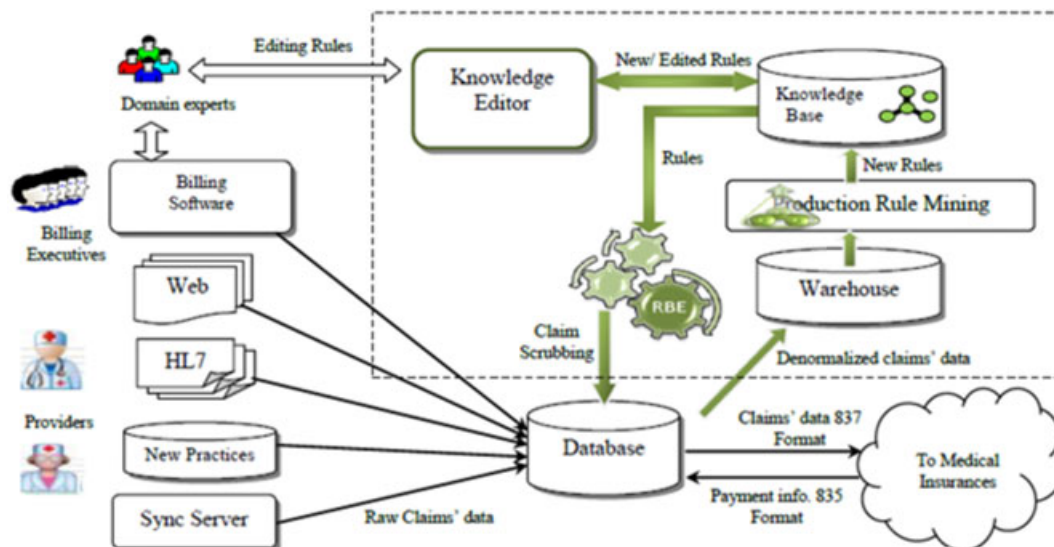 Editing Rules
Domain experts
Knowledge
Editor
New/ Edited Rules
Knowledge
Base
Rules
New Rules
Production Rule Mining
Warehouse
Billing
Software
Billing
Executives
Web
HL7
Providers
New Practices
Sync Server
RBE
Claim
Scrubbing
Denormalized claims' data
Database
Claims' data 837
Format
Payment info. 835
Format
To Medical
Insurances
Raw Claims' data